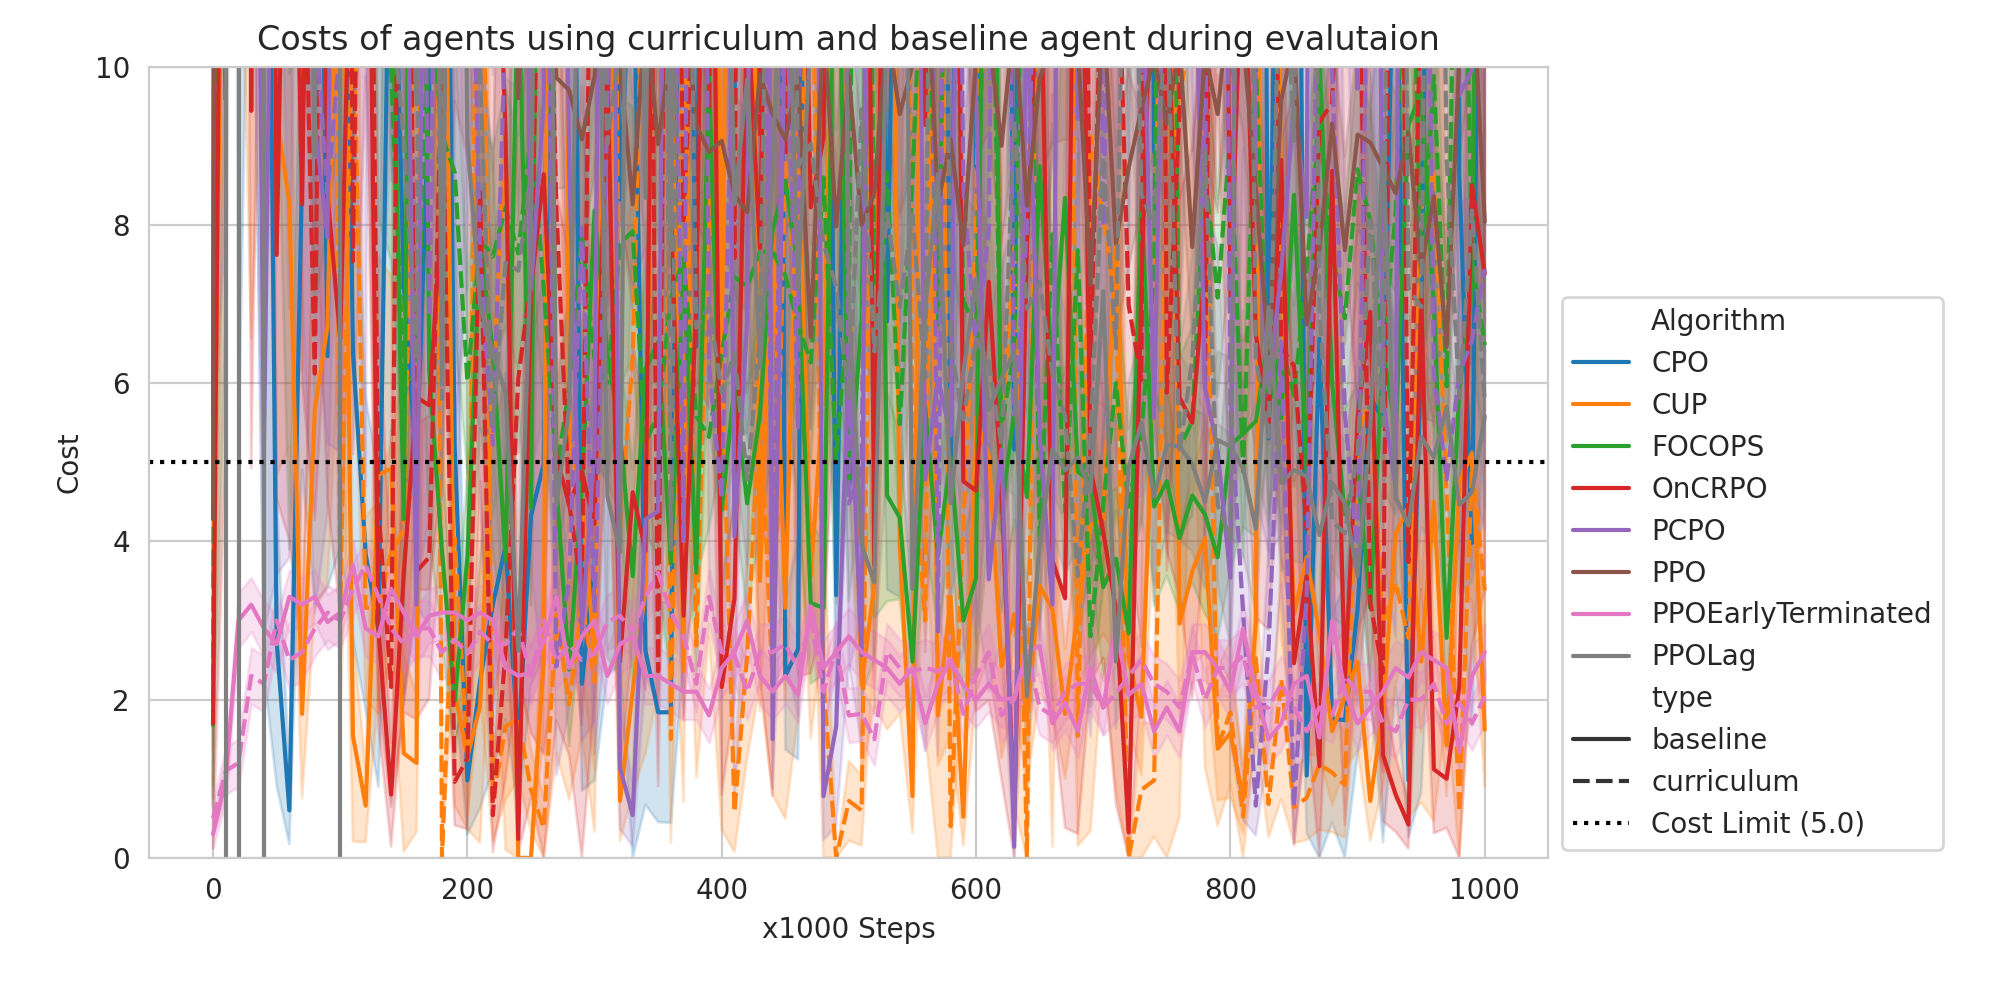 Costs of agents using curriculum and baseline agent during evalutaion
10
8
6
4
2
0
Cost
0 200 400 600 800 1000
x1000 Steps
Algorithm
CPO
CUP
FOCOPS
OnCRPO
PCPO
PPO
PPOEarlyTerminated
PPOLag
type
baseline
curriculum
Cost Limit (5.0)